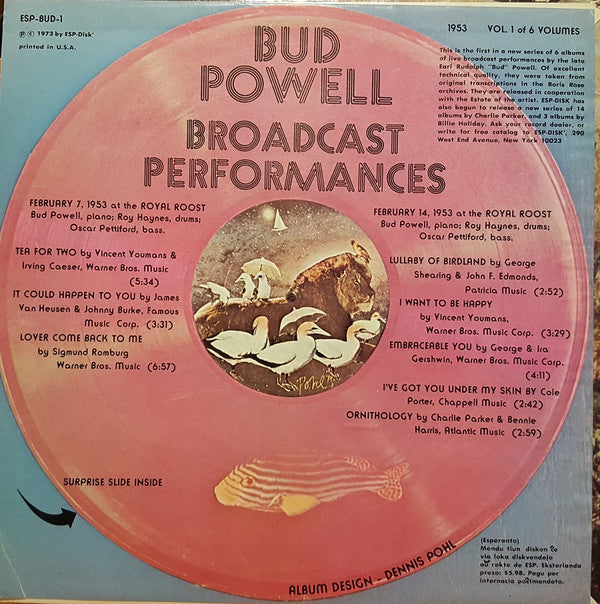 ESP-BUD-1
℗ © 1973 by ESP-Disk'
printed in U.S.A.
BUD
POWELL
BROADCAST
PERFORMANCES
1953 VOL. 1 of 6 VOLUMES
This is the first in a new series of 6 albums
of live broadcast performances by the late
Earl Rudolph "Bud" Powell. Of excellent
technical quality, they were taken from
original transcriptions in the Boris Rose
archives. They are released in cooperation
with the Estate of the artist. ESP-DISK has
also begun to release a new series of 14
albums by Charlie Parker and 3 albums by
Billie Holiday. Ask your record dealer, or
write for free catalog to ESP-DISK', 290
West End Avenue, New York 10023
FEBRUARY 7, 1953 at the ROYAL ROOST
Bud Powell, piano; Roy Haynes, drums;
Oscar Pettiford, bass.
TEA FOR TWO by Vincent Youmans &
Irving Caeser, Warner Bros. Music
(5:34)
IT COULD HAPPEN TO YOU by James
Van Heusen & Johnny Burke, Famous
Music Corp. (3:31)
LOVER COME BACK TO ME
by Sigmund Romburg
Warner Bros. Music (6:57)
FEBRUARY 14, 1953 at the ROYAL ROOST
Bud Powell, piano; Roy Haynes, drums;
Oscar Pettiford, bass.
LULLABY OF BIRDLAND by George
Shearing & John F. Edmonds,
Patricia Music (2:52)
I WANT TO BE HAPPY
by Vincent Youmans,
Warner Bros. Music Corp. (3:29)
EMBRACEABLE YOU by George & Ira
Gershwin, Warner Bros. Music Corp.
(4:11)
I'VE GOT YOU UNDER MY SKIN BY Cole
Porter, Chappell Music (2:42)
ORNITHOLOGY by Charlie Parker & Bennie
Harris, Atlantic Music (2:59)
Pohl
SURPRISE SLIDE INSIDE
ALBUM DESIGN - DENNIS POHL
(Esperanto)
Mendu tiun diskon ĉe
via loka diskvendejo
aŭ rekte de ESP. Eksterlanda
prezo: $5.98. Pagu per
internacia poŝtmandato.